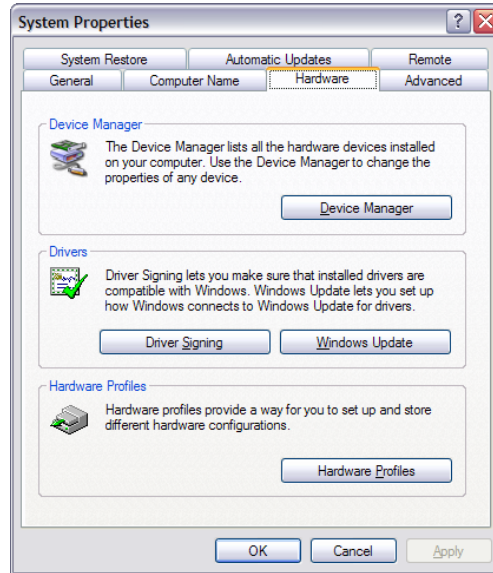 System Properties
System Restore Automatic Updates Remote
General Computer Name Hardware Advanced
Device Manager
The Device Manager lists all the hardware devices installed
on your computer. Use the Device Manager to change the
properties of any device.
Device Manager
Drivers
Driver Signing lets you make sure that installed drivers are
compatible with Windows. Windows Update lets you set up
how Windows connects to Windows Update for drivers.
Driver Signing Windows Update
Hardware Profiles
Hardware profiles provide a way for you to set up and store
different hardware configurations.
Hardware Profiles
OK Cancel Apply